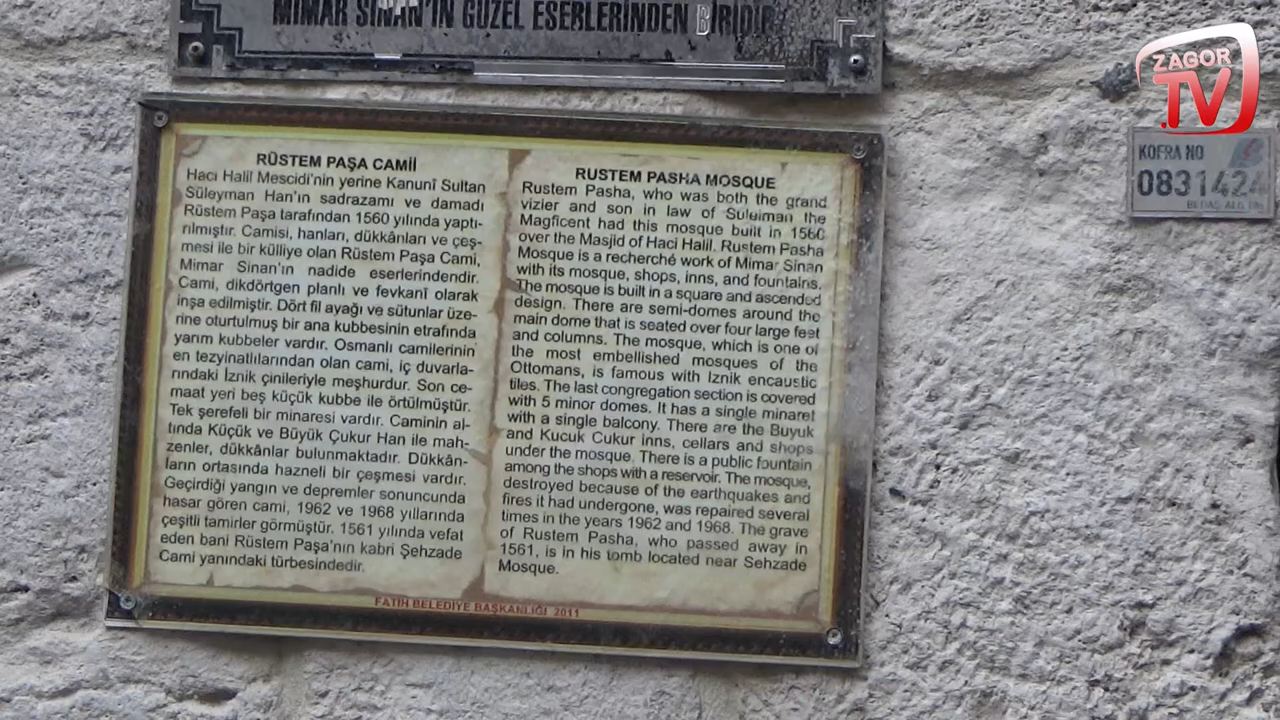 MİMAR SİNAN'IN GÜZEL ESERLERİNDEN BİRİDİR
ZAGOR
TV
KOFRA NO
0831424
RÜSTEM PAŞA CAMİİ
Haci Halil Mescidi'nin yerine Kanunî Sultan
Süleyman Han'ın sadrazamı ve damadı
Rüstem Paşa tarafından 1560 yılında yaptı-
rılmıştır. Camisi, hanları, dükkânları ve çeş-
mesi ile bir külliye olan Rüstem Paşa Cami,
Mimar Sinan'ın nadide eserlerindendir.
Cami, dikdörtgen planlı ve fevkanî olarak
inşa edilmiştir. Dört fil ayağı ve sütunlar üze-
rine oturtulmuş bir ana kubbesinin etrafında
yarım kubbeler vardır. Osmanlı camilerinin
en tezyinatlılarından olan cami, iç duvarla-
rındaki İznik çinileriyle meşhurdur. Son ce-
maat yeri beş küçük kubbe ile örtülmüştür.
Tek şerefeli bir minaresi vardır. Caminin al-
tında Küçük ve Büyük Çukur Han ile mah-
zenler, dükkânlar bulunmaktadır. Dükkân-
ların ortasında hazneli bir çeşmesi vardır.
Geçirdiği yangın ve depremler sonucunda
hasar gören cami, 1962 ve 1968 yıllarında
çeşitli tamirler görmüştür. 1561 yılında vefat
eden bani Rüstem Paşa'nın kabri Şehzade
Cami yanındaki türbesindedir.
RUSTEM PASHA MOSQUE
Rustem Pasha, who was both the grand
vizier and son in law of Suleiman the
Magficent had this mosque built in 1560
over the Masjid of Haci Halil. Rustem Pasha
Mosque is a recherché work of Mimar Sinan
with its mosque, shops, inns, and fountains.
The mosque is built in a square and ascended
design. There are semi-domes around the
main dome that is seated over four large feet
and columns. The mosque, which is one of
the most embellished mosques of the
Ottomans, is famous with Iznik encaustic
tiles. The last congregation section is covered
with 5 minor domes. It has a single minaret
with a single balcony. There are the Buyuk
and Kucuk Cukur inns, cellars and shops
under the mosque. There is a public fountain
among the shops with a reservoir. The mosque,
destroyed because of the earthquakes and
fires it had undergone, was repaired several
times in the years 1962 and 1968. The grave
of Rustem Pasha, who passed away in
1561, is in his tomb located near Sehzade
Mosque.
FATİH BELEDİYE BAŞKANLIĞI 2011